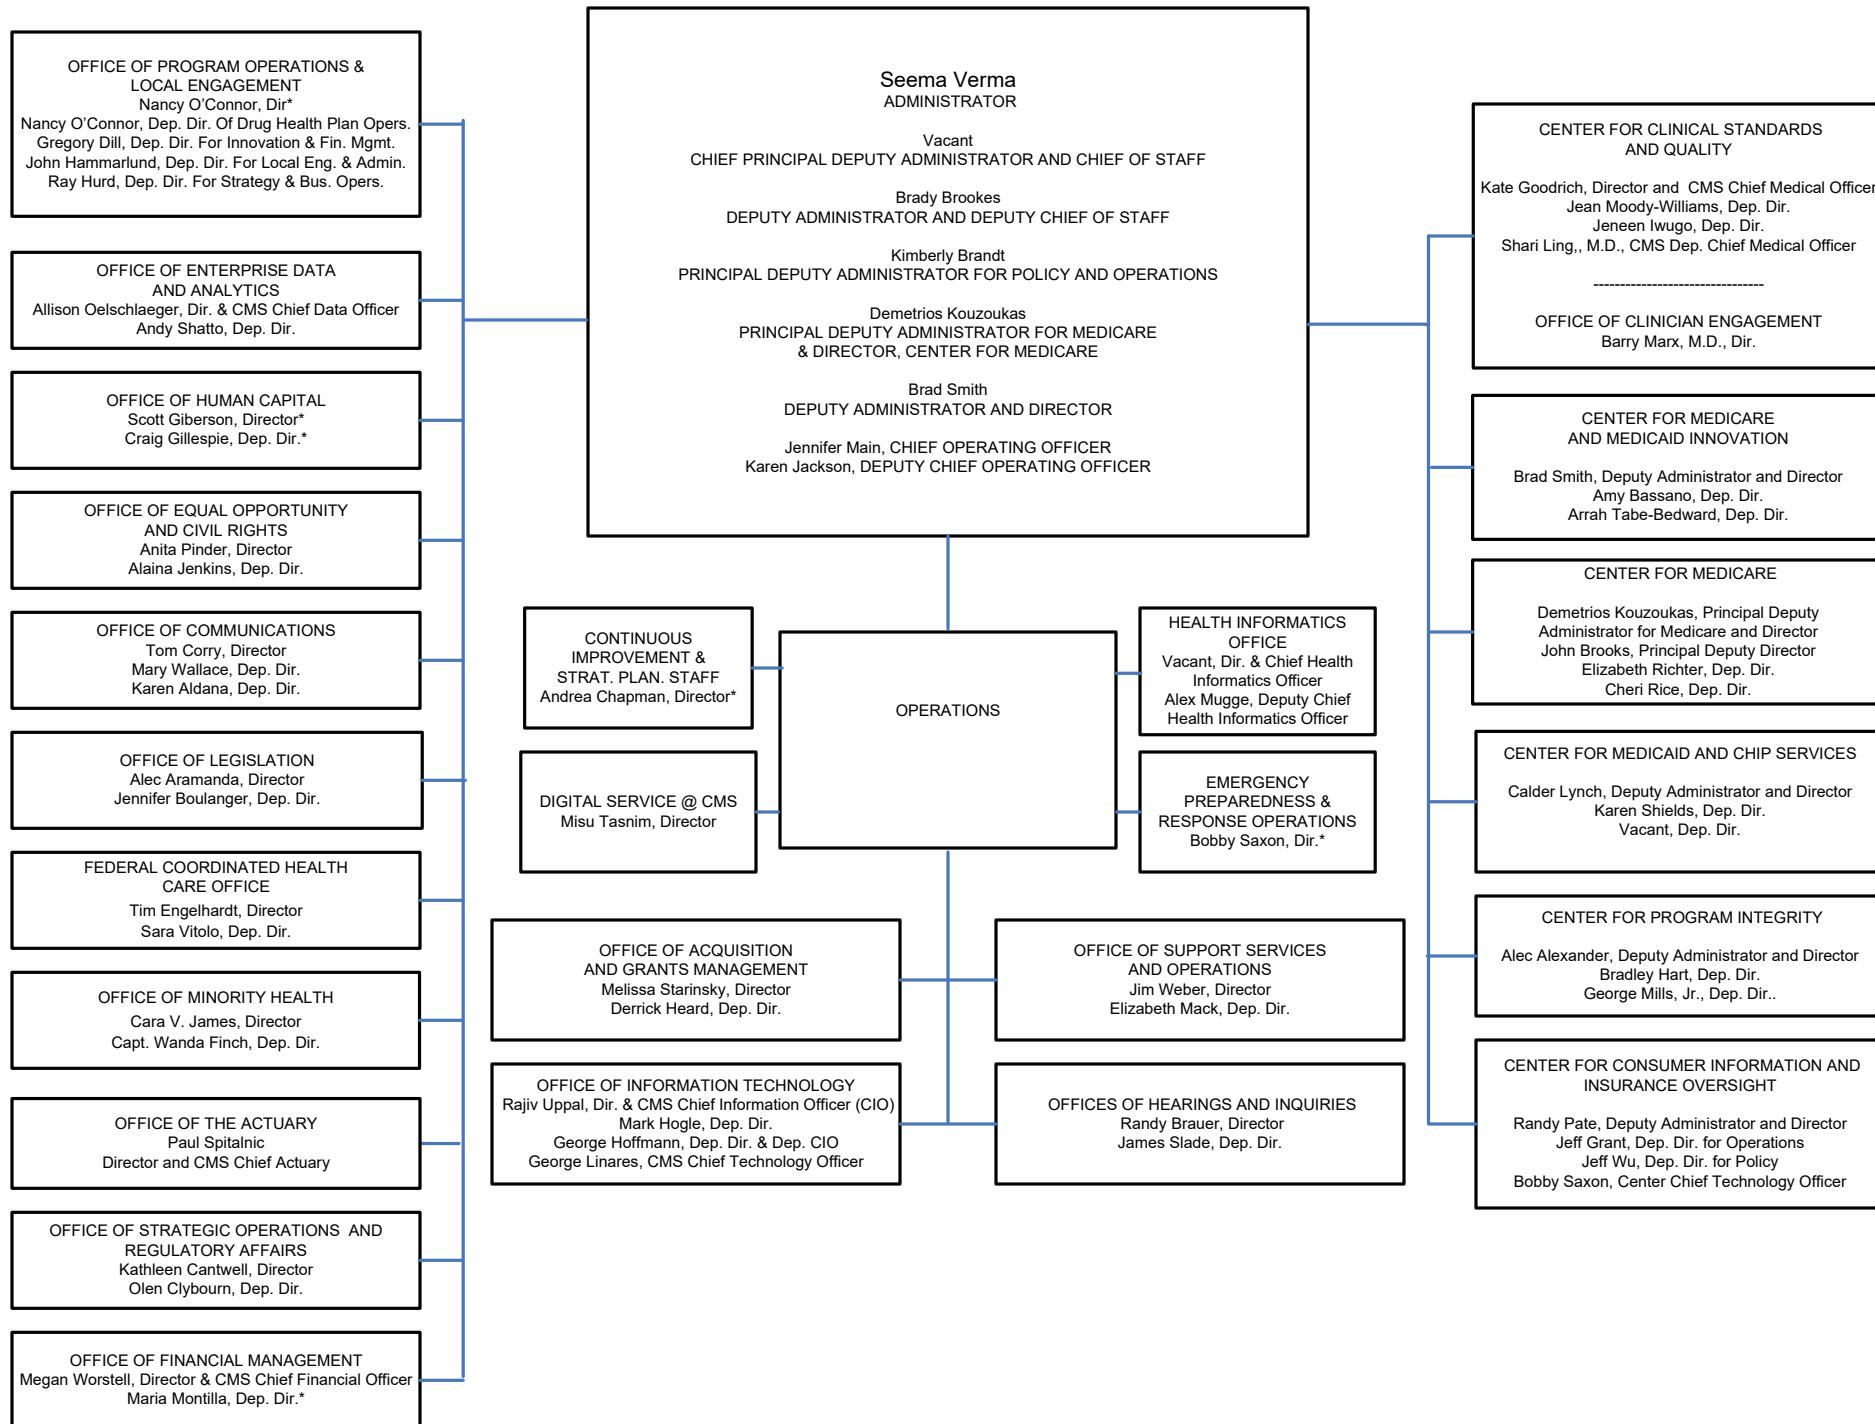 OFFICE OF PROGRAM OPERATIONS &
LOCAL ENGAGEMENT
Nancy O’Connor, Dir*
Nancy O’Connor, Dep. Dir. Of Drug Health Plan Opers.
Gregory Dill, Dep. Dir. For Innovation & Fin. Mgmt.
John Hammarlund, Dep. Dir. For Local Eng. & Admin.
Ray Hurd, Dep. Dir. For Strategy & Bus. Opers.
OFFICE OF ENTERPRISE DATA
AND ANALYTICS
Allison Oelschlaeger, Dir. & CMS Chief Data Officer
Andy Shatto, Dep. Dir.
OFFICE OF HUMAN CAPITAL
Scott Giberson, Director*
Craig Gillespie, Dep. Dir.*
OFFICE OF EQUAL OPPORTUNITY
AND CIVIL RIGHTS
Anita Pinder, Director
Alaina Jenkins, Dep. Dir.
OFFICE OF COMMUNICATIONS
Tom Corry, Director
Mary Wallace, Dep. Dir.
Karen Aldana, Dep. Dir.
OFFICE OF LEGISLATION
Alec Aramanda, Director
Jennifer Boulanger, Dep. Dir.
FEDERAL COORDINATED HEALTH
CARE OFFICE
Tim Engelhardt, Director
Sara Vitolo, Dep. Dir.
OFFICE OF MINORITY HEALTH
Cara V. James, Director
Capt. Wanda Finch, Dep. Dir.
OFFICE OF THE ACTUARY
Paul Spitalnic
Director and CMS Chief Actuary
OFFICE OF STRATEGIC OPERATIONS AND
REGULATORY AFFAIRS
Kathleen Cantwell, Director
Olen Clybourn, Dep. Dir.
OFFICE OF FINANCIAL MANAGEMENT
Megan Worstell, Director & CMS Chief Financial Officer
Maria Montilla, Dep. Dir.*
Seema Verma
ADMINISTRATOR
Vacant
CHIEF PRINCIPAL DEPUTY ADMINISTRATOR AND CHIEF OF STAFF
Brady Brookes
DEPUTY ADMINISTRATOR AND DEPUTY CHIEF OF STAFF
Kimberly Brandt
PRINCIPAL DEPUTY ADMINISTRATOR FOR POLICY AND OPERATIONS
Demetrios Kouzoukas
PRINCIPAL DEPUTY ADMINISTRATOR FOR MEDICARE
& DIRECTOR, CENTER FOR MEDICARE
Brad Smith
DEPUTY ADMINISTRATOR AND DIRECTOR
Jennifer Main, CHIEF OPERATING OFFICER
Karen Jackson, DEPUTY CHIEF OPERATING OFFICER
CONTINUOUS
IMPROVEMENT &
STRAT. PLAN. STAFF
Andrea Chapman, Director*
DIGITAL SERVICE @ CMS
Misu Tasnim, Director
OPERATIONS
HEALTH INFORMATICS
OFFICE
Vacant, Dir. & Chief Health
Informatics Officer
Alex Mugge, Deputy Chief
Health Informatics Officer
EMERGENCY
PREPAREDNESS &
RESPONSE OPERATIONS
Bobby Saxon, Dir.*
OFFICE OF ACQUISITION
AND GRANTS MANAGEMENT
Melissa Starinsky, Director
Derrick Heard, Dep. Dir.
OFFICE OF SUPPORT SERVICES
AND OPERATIONS
Jim Weber, Director
Elizabeth Mack, Dep. Dir.
OFFICE OF INFORMATION TECHNOLOGY
Rajiv Uppal, Dir. & CMS Chief Information Officer (CIO)
Mark Hogle, Dep. Dir.
George Hoffmann, Dep. Dir. & Dep. CIO
George Linares, CMS Chief Technology Officer
OFFICES OF HEARINGS AND INQUIRIES
Randy Brauer, Director
James Slade, Dep. Dir.
CENTER FOR CLINICAL STANDARDS
AND QUALITY
Kate Goodrich, Director and CMS Chief Medical Officer
Jean Moody-Williams, Dep. Dir.
Jeneen Iwugo, Dep. Dir.
Shari Ling,, M.D., CMS Dep. Chief Medical Officer
--------------------------------
OFFICE OF CLINICIAN ENGAGEMENT
Barry Marx, M.D., Dir.
CENTER FOR MEDICARE
AND MEDICAID INNOVATION
Brad Smith, Deputy Administrator and Director
Amy Bassano, Dep. Dir.
Arrah Tabe-Bedward, Dep. Dir.
CENTER FOR MEDICARE
Demetrios Kouzoukas, Principal Deputy
Administrator for Medicare and Director
John Brooks, Principal Deputy Director
Elizabeth Richter, Dep. Dir.
Cheri Rice, Dep. Dir.
CENTER FOR MEDICAID AND CHIP SERVICES
Calder Lynch, Deputy Administrator and Director
Karen Shields, Dep. Dir.
Vacant, Dep. Dir.
CENTER FOR PROGRAM INTEGRITY
Alec Alexander, Deputy Administrator and Director
Bradley Hart, Dep. Dir.
George Mills, Jr., Dep. Dir..
CENTER FOR CONSUMER INFORMATION AND
INSURANCE OVERSIGHT
Randy Pate, Deputy Administrator and Director
Jeff Grant, Dep. Dir. for Operations
Jeff Wu, Dep. Dir. for Policy
Bobby Saxon, Center Chief Technology Officer